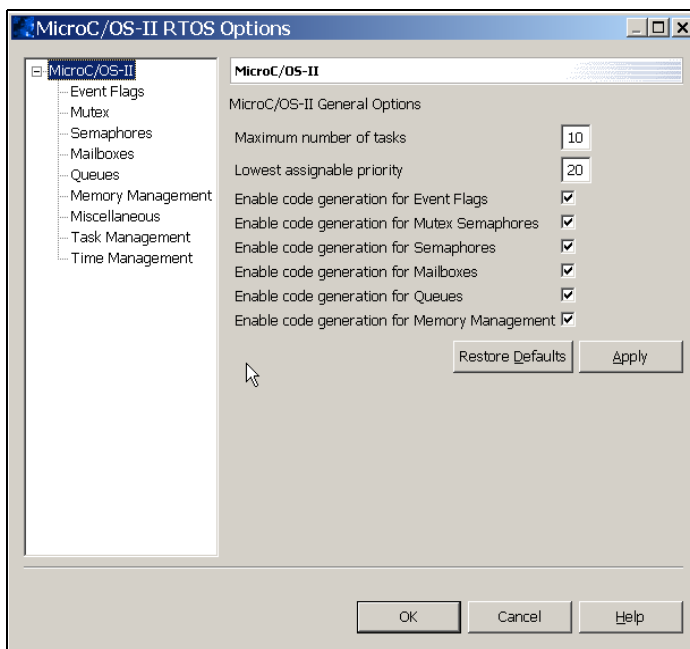 MicroC/OS-II RTOS Options
MicroC/OS-II
Event Flags
Mutex
Semaphores
Mailboxes
Queues
Memory Management
Miscellaneous
Task Management
Time Management
MicroC/OS-II
MicroC/OS-II General Options
Maximum number of tasks 10
Lowest assignable priority 20
Enable code generation for Event Flags
Enable code generation for Mutex Semaphores
Enable code generation for Semaphores
Enable code generation for Mailboxes
Enable code generation for Queues
Enable code generation for Memory Management
Restore Defaults Apply
OK Cancel Help